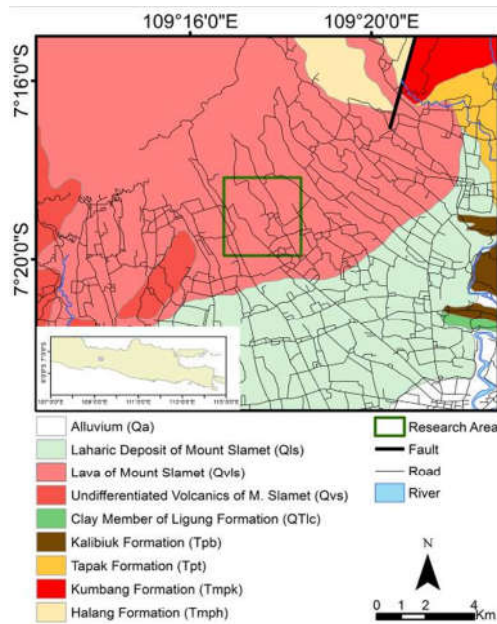 109°16'0"E 109°20'0"E
7°16'0"S
7°20'0"S
Alluvium (Qa)
Laharic Deposit of Mount Slamet (Qls)
Lava of Mount Slamet (Qvls)
Undifferentiated Volcanics of M. Slamet (Qvs)
Clay Member of Ligung Formation (QTlc)
Kalibiuk Formation (Tpb)
Tapak Formation (Tpt)
Kumbang Formation (Tmpk)
Halang Formation (Tmph)
Research Area
Fault
Road
River
N
0 1 2 4
Km